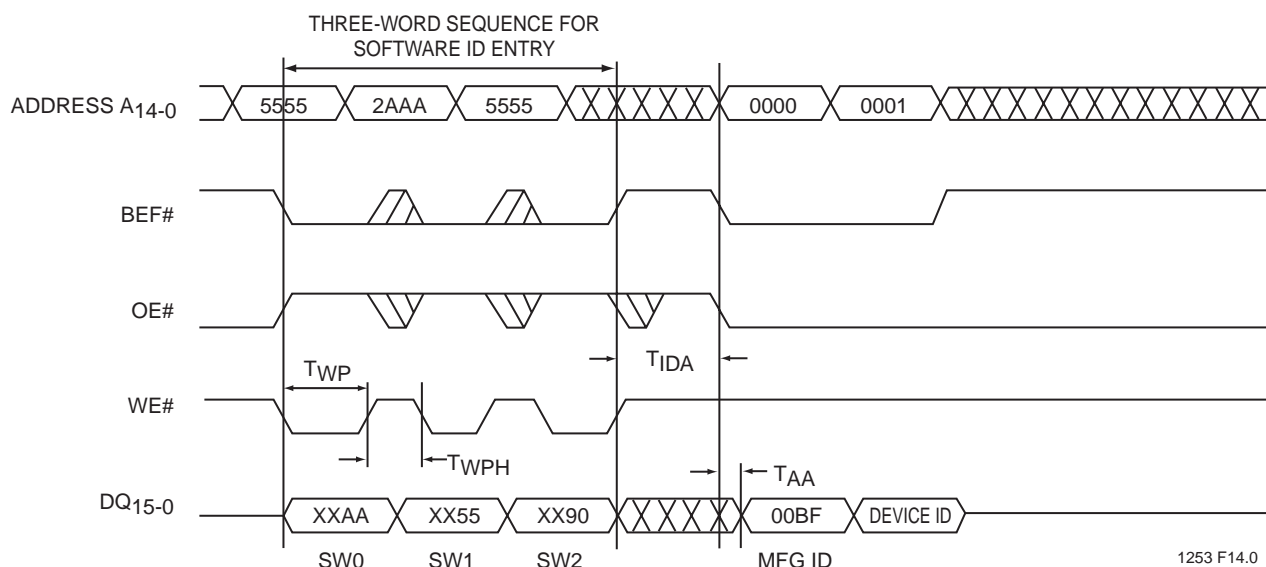 THREE-WORD SEQUENCE FOR
SOFTWARE ID ENTRY
ADDRESS A14-0
5555 2AAA 5555 0000 0001
BEF#
OE#
TIDA
TWP
WE#
TWPH
TAA
DQ15-0
XXAA XX55 XX90 00BF DEVICE ID
SW0 SW1 SW2 MFG ID
1253 F14.0